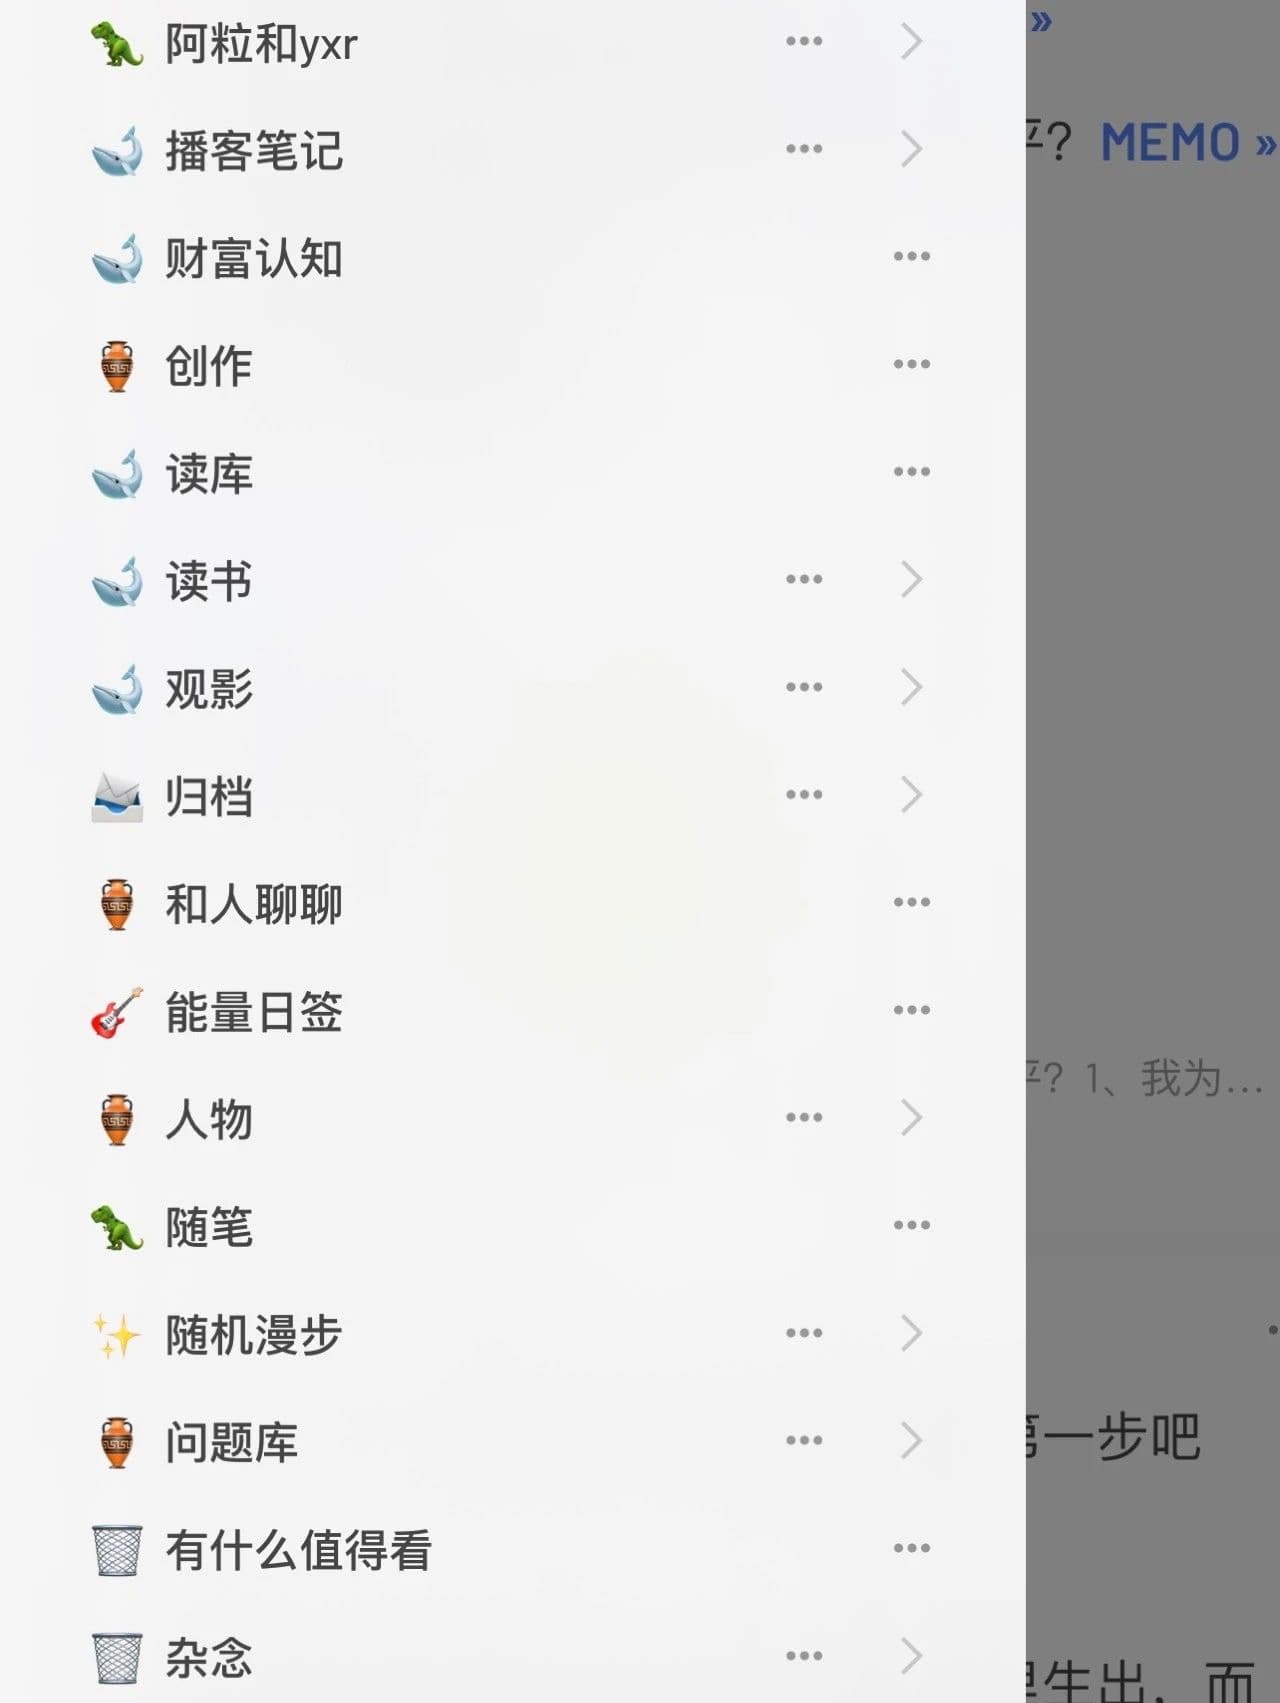 阿粒和yxr
»
播客笔记
? MEMO »
财富认知
创作
读库
读书
观影
归档
和人聊聊
能量日签
? 1、我为...
人物
随笔
随机漫步
问题库
一步吧
有什么值得看
杂念
生出，而